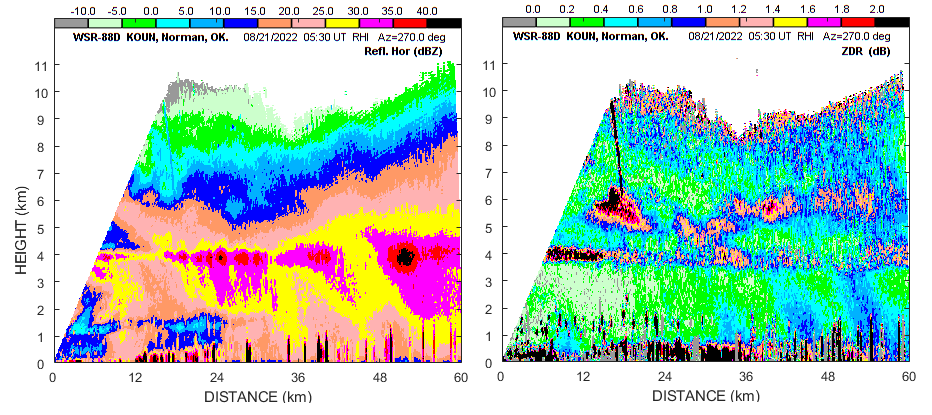 -10.0 -5.0 0.0 5.0 10.0 15.0 20.0 25.0 30.0 35.0 40.0
WSR-88D KOUN, Norman, OK. 08/21/2022 05:30 UT RHI Az=270.0 deg
Refl. Hor (dBZ)
11
10
9
8
7
6
5
4
3
2
1
0
HEIGHT (km)
0 12 24 36 48 60
DISTANCE (km)
0.0 0.2 0.4 0.6 0.8 1.0 1.2 1.4 1.6 1.8 2.0
WSR-88D KOUN, Norman, OK. 08/21/2022 05:30 UT RHI Az=270.0 deg
ZDR (dB)
11
10
9
8
7
6
5
4
3
2
1
0
0 12 24 36 48 60
DISTANCE (km)